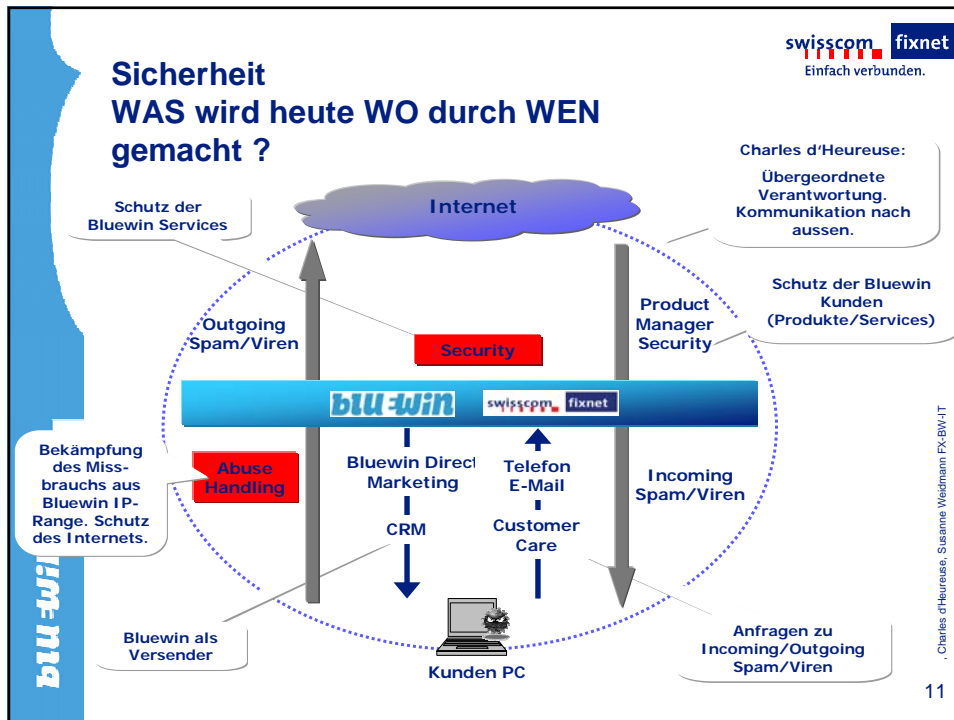 swisscom fixnet
Einfach verbunden.
Sicherheit
WAS wird heute WO durch WEN
gemacht ?
Charles d'Heureuse:
Übergeordnete
Verantwortung.
Kommunikation nach
aussen.
Schutz der
Bluewin Services
Internet
Schutz der Bluewin
Kunden
(Produkte/Services)
Outgoing
Spam/Viren
Product
Manager
Security
Security
bluewin
swisscom fixnet
Bekämpfung
des Miss-
brauchs aus
Bluewin IP-
Range. Schutz
des Internets.
Abuse
Handling
Bluewin Direct
Marketing
CRM
Telefon
E-Mail
Customer
Care
Incoming
Spam/Viren
Bluewin als
Versender
Kunden PC
Anfragen zu
Incoming/Outgoing
Spam/Viren
bluewin
, Charles d'Heureuse, Susanne Weidmann FX-BW-IT
11